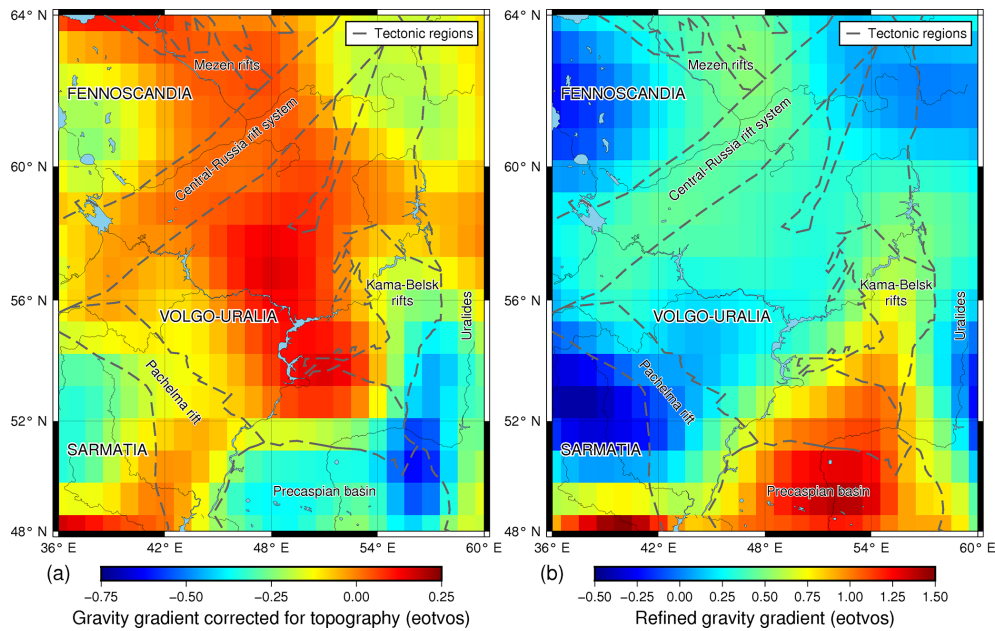 64°
60° N
56° N
52° N
48° N
36° E
42° E
48° E
54° E
60° E
Tectonic regions
Mezen rifts
FENNOSCANDIA
Central-Russia rift system
Kama-Belsk
rifts
VOLGO-URALIA
Uralides
Pachelma rift
SARMATIA
Precaspian basin
(a)
−0.75
−0.50
−0.25
0.00
0.25
Gravity gradient corrected for topography (eotvos)
64° N
60° N
56° N
52° N
48° N
36° E
42° E
48° E
54° E
60° E
Tectonic regions
Mezen rifts
FENNOSCANDIA
Central-Russia rift system
Kama-Belsk
rifts
VOLGO-URALIA
Uralides
Pachelma rift
SARMATIA
Precaspian basin
(b)
−0.50
−0.25
0.00
0.25
0.50
0.75
1.00
1.25
1.50
Refined gravity gradient (eotvos)